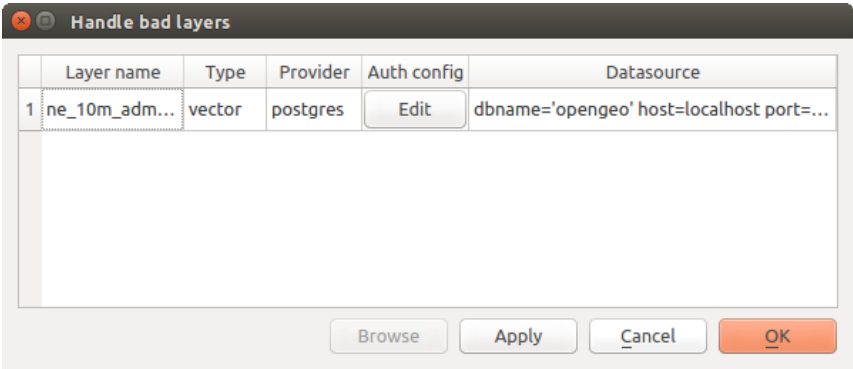 Handle bad layers
Layer name Type Provider Auth config Datasource
1 ne_10m_adm... vector postgres Edit dbname='opengeo' host=localhost port=...
Browse Apply Cancel OK